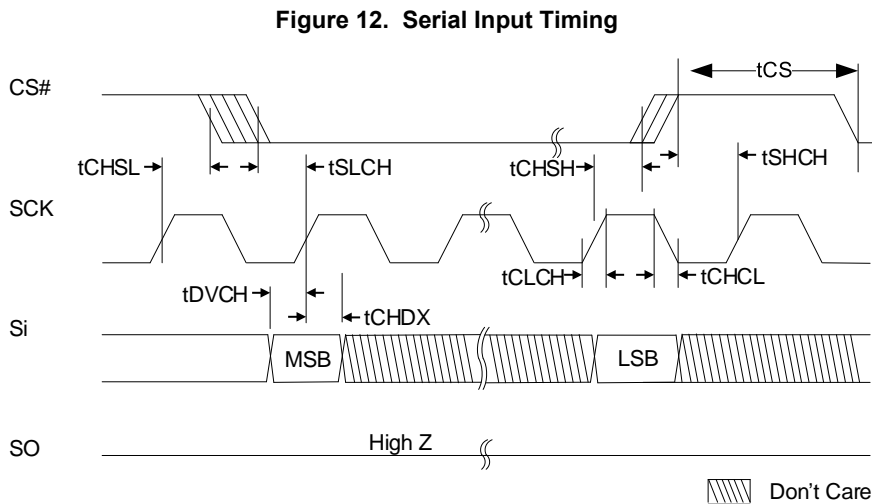 Figure 12.  Serial Input Timing
tCS
CS#
tCHSL
tSLCH
tCHSH
tSHCH
SCK
tCLCH
tCHCL
tDVCH
tCHDX
Si
MSB
LSB
SO
High Z
Don't Care